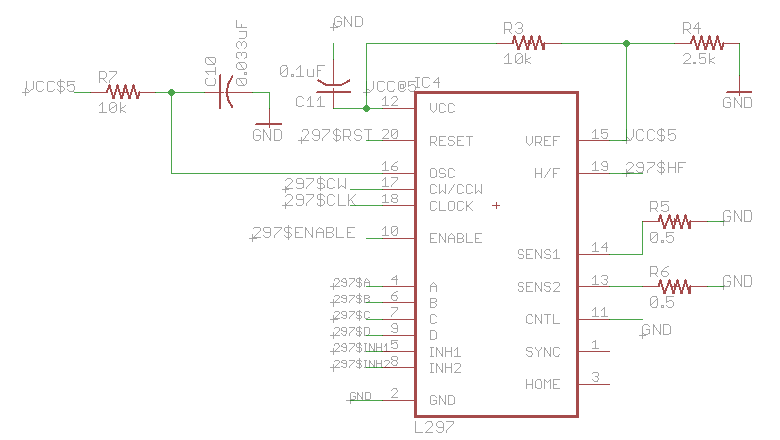 GND
R3
R4
10k
2.5k
VCC$5
R7
10k
C10
0.033uF
0.1uF
C11
VCC@5
IC4
GND
GND
12 VCC
297$RST 20 RESET
VREF 15 VCC$5
16 OSC
H/F 19 297$HF
297$CW 17 CW/CCW
297$CLK 18 CLOCK
R5
GND
0.5
297$ENABLE 10 ENABLE
SENS1 14
R6
GND
0.5
297$A 4 A
SENS2 13
297$B 6 B
297$C 7 C
CNTL 11
GND
297$D 9 D
297$INH1 5 INH1
SYNC 1
297$INH2 8 INH2
HOME 3
GND 2 GND
L297